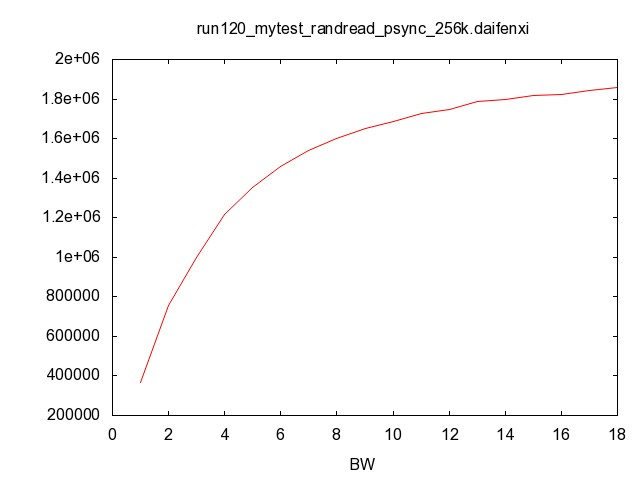 run120_mytest_randread_psync_256k.daifenxi
2e+06
1.8e+06
1.6e+06
1.4e+06
1.2e+06
1e+06
800000
600000
400000
200000
0 2 4 6 8 10 12 14 16 18
BW